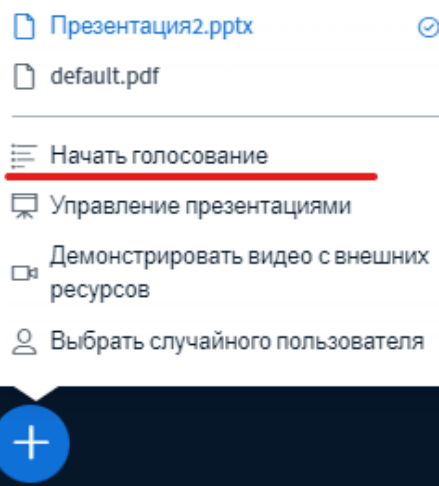 Презентация2.pptx
default.pdf
Начать голосование
Управление презентациями
Демонстрировать видео с внешних
ресурсов
Выбрать случайного пользователя